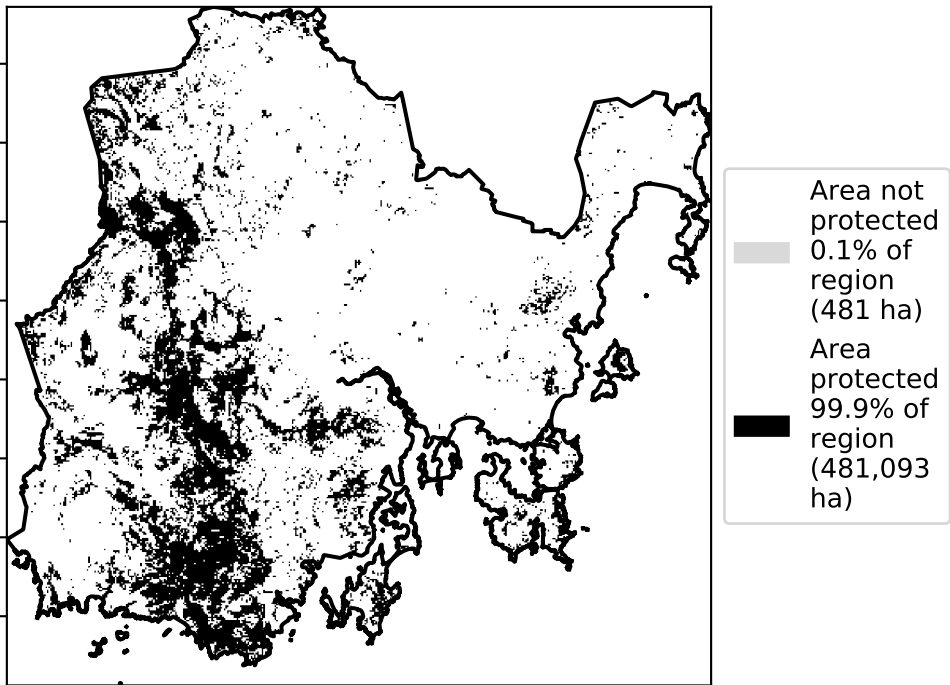 Area not
protected
0.1% of
region
(481 ha)
Area
protected
99.9% of
region
(481,093
ha)